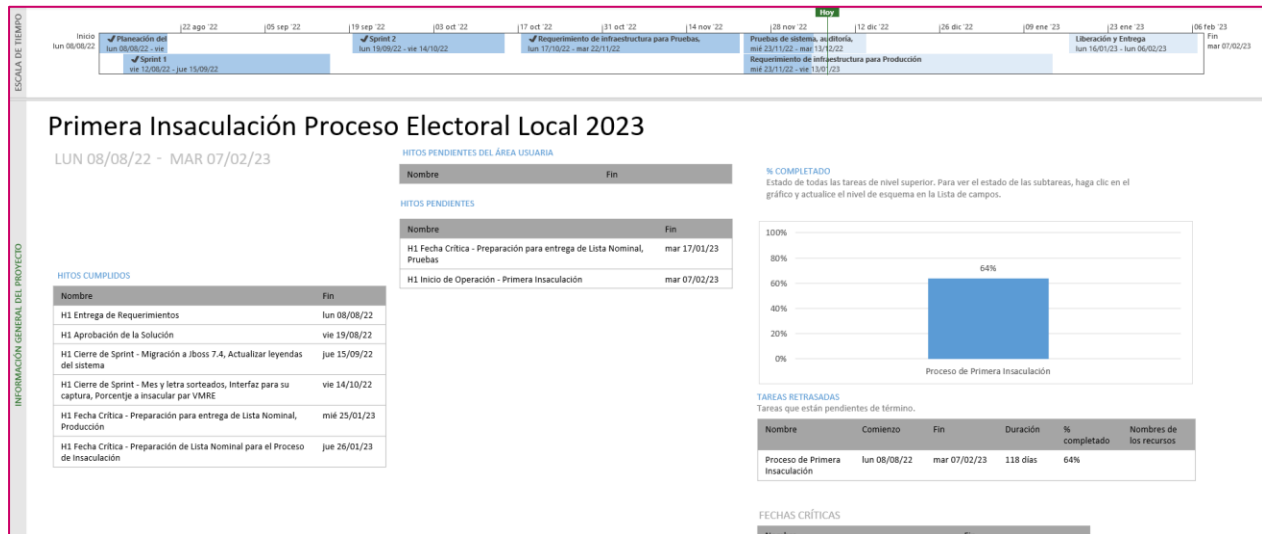 Hoy
22 ago '22
05 sep '22
19 sep '22
03 oct '22
17 oct '22
31 oct '22
14 nov '22
28 nov '22
12 dic '22
26 dic '22
09 ene '23
23 ene '23
06 feb '23
ESCALA DE TIEMPO
Inicio
lun 08/08/22
Planeación del
lun 08/08/22 - vie
Sprint 2
lun 19/09/22 - vie 14/10/22
Requerimiento de infraestructura para Pruebas,
lun 17/10/22 - mar 22/11/22
Pruebas de sistema, auditoría,
mié 23/11/22 - mar 13/12/22
Liberación y Entrega
lun 16/01/23 - lun 06/02/23
Fin
mar 07/02/23
Sprint 1
vie 12/08/22 - jue 15/09/22
Requerimiento de infraestructura para Producción
mié 23/11/22 - vie 13/01/23
INFORMACIÓN GENERAL DEL PROYECTO
Primera Insaculación Proceso Electoral Local 2023
LUN 08/08/22 - MAR 07/02/23
HITOS CUMPLIDOS
Nombre Fin
H1 Entrega de Requerimientos lun 08/08/22
H1 Aprobación de la Solución vie 19/08/22
H1 Cierre de Sprint - Migración a Jboss 7.4, Actualizar leyendas jue 15/09/22
del sistema
H1 Cierre de Sprint - Mes y letra sorteados, Interfaz para su vie 14/10/22
captura, Porcentje a insacular par VMRE
H1 Fecha Crítica - Preparación para entrega de Lista Nominal, mié 25/01/23
Producción
H1 Fecha Crítica - Preparación de Lista Nominal para el Proceso jue 26/01/23
de Insaculación
HITOS PENDIENTES DEL ÁREA USUARIA
Nombre Fin
HITOS PENDIENTES
Nombre Fin
H1 Fecha Crítica - Preparación para entrega de Lista Nominal, mar 17/01/23
Pruebas
H1 Inicio de Operación - Primera Insaculación mar 07/02/23
% COMPLETADO
Estado de todas las tareas de nivel superior. Para ver el estado de las subtareas, haga clic en el
gráfico y actualice el nivel de esquema en la Lista de campos.
100%
80%
64%
60%
40%
20%
0%
Proceso de Primera Insaculación
TAREAS RETRASADAS
Tareas que están pendientes de término.
Nombre Comienzo Fin Duración % Nombres de
completado los recursos
Proceso de Primera lun 08/08/22 mar 07/02/23 118 días 64%
Insaculación
FECHAS CRÍTICAS